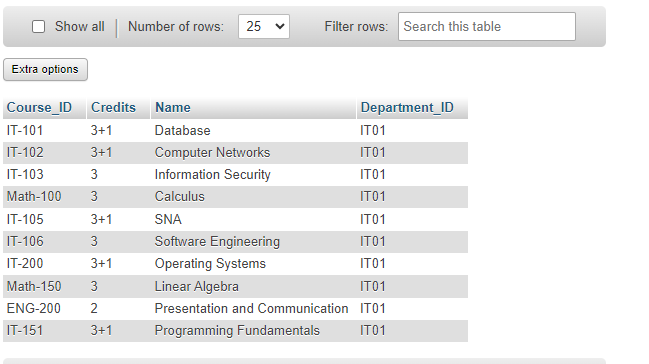 Show all Number of rows: 25 Filter rows: Search this table
Extra options
Course_ID Credits Name Department_ID
IT-101 3+1 Database IT01
IT-102 3+1 Computer Networks IT01
IT-103 3 Information Security IT01
Math-100 3 Calculus IT01
IT-105 3+1 SNA IT01
IT-106 3 Software Engineering IT01
IT-200 3+1 Operating Systems IT01
Math-150 3 Linear Algebra IT01
ENG-200 2 Presentation and Communication IT01
IT-151 3+1 Programming Fundamentals IT01